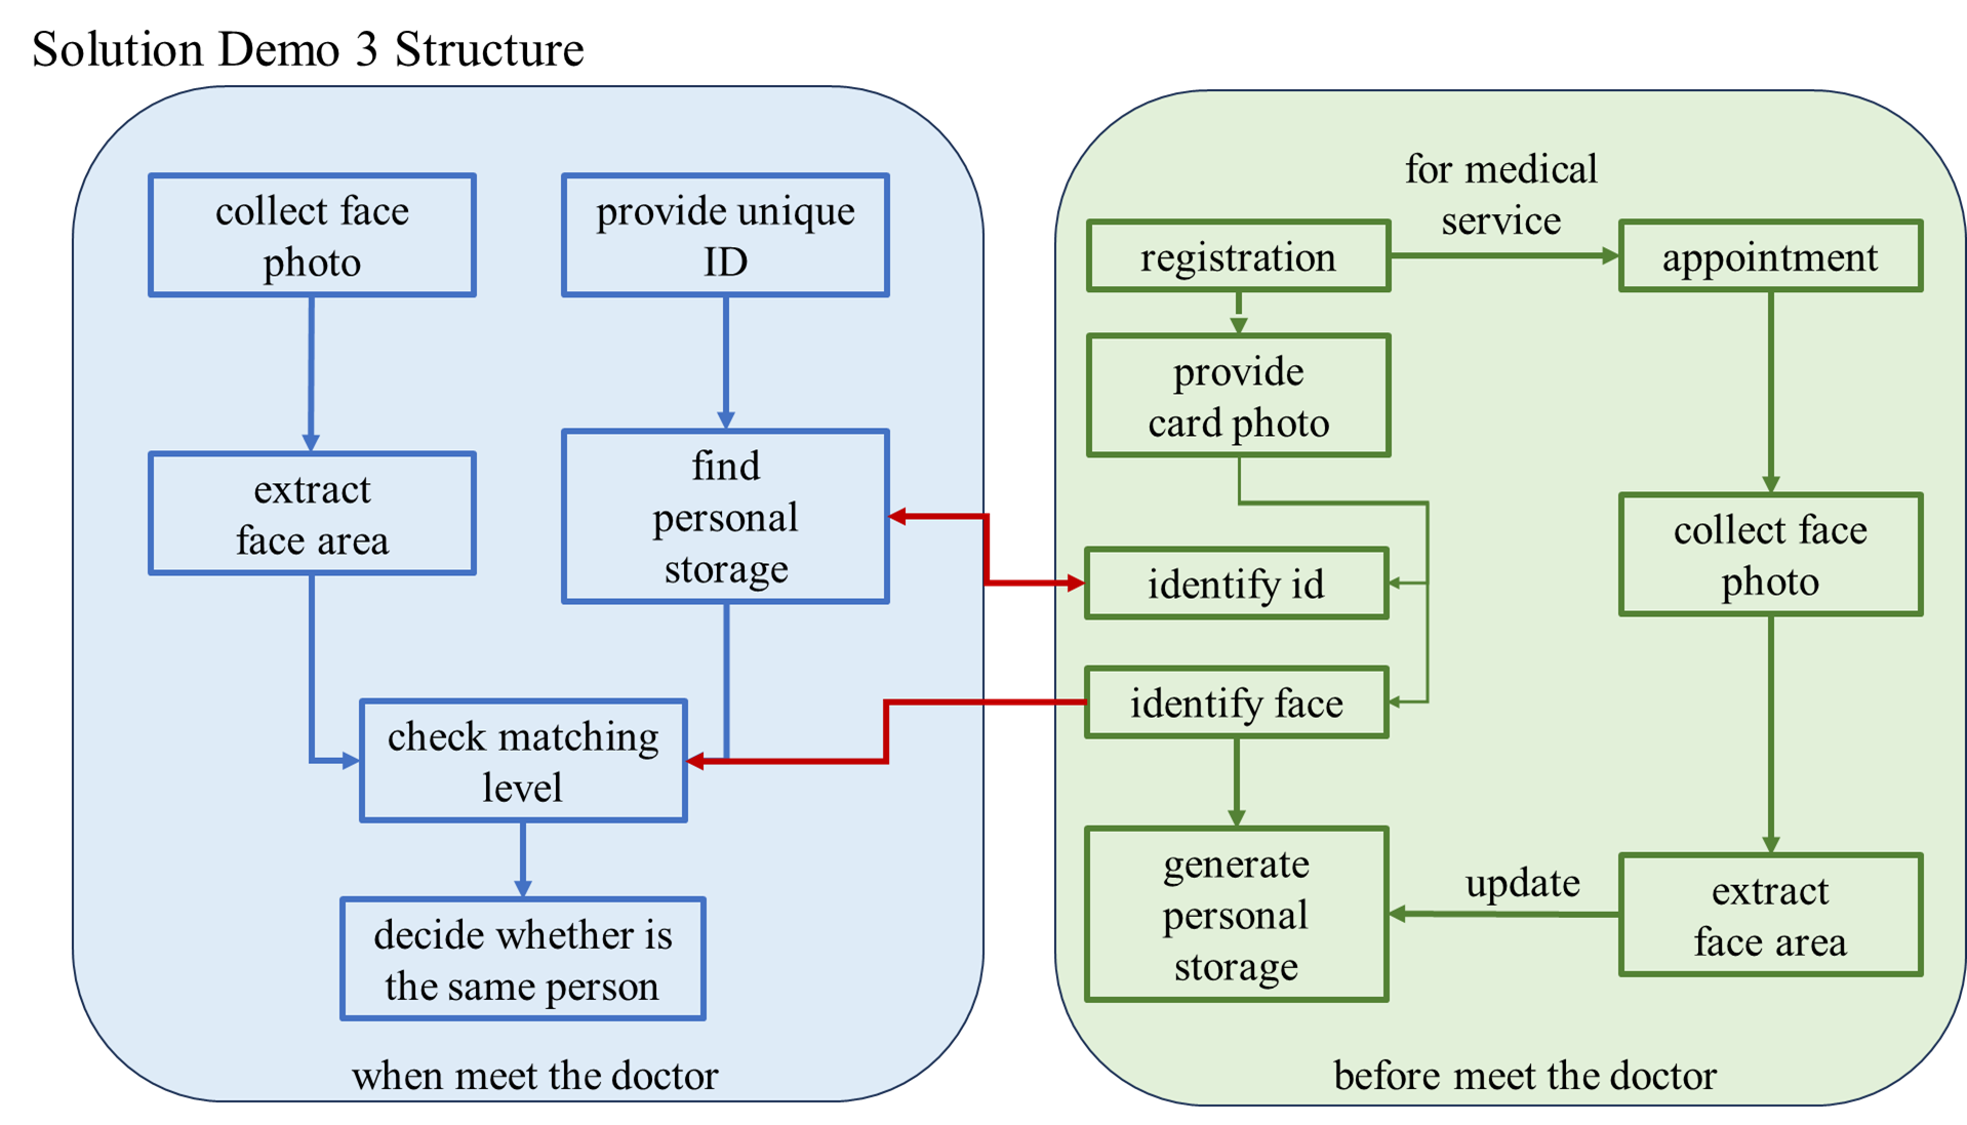 Solution Demo 3 Structure
collect face
photo
provide unique
ID
extract
face area
find
personal
storage
check matching
level
decide whether is
the same person
when meet the doctor
for medical
service
registration
appointment
provide
card photo
collect face
photo
identify id
identify face
generate
personal
storage
update
extract
face area
before meet the doctor